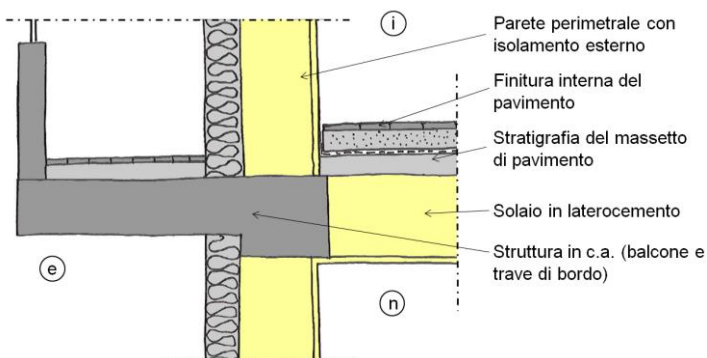 i
Parete perimetrale con
isolamento esterno
Finitura interna del
pavimento
Stratigrafia del massetto
di pavimento
Solaio in laterocemento
Struttura in c.a. (balcone e
trave di bordo)
e
n